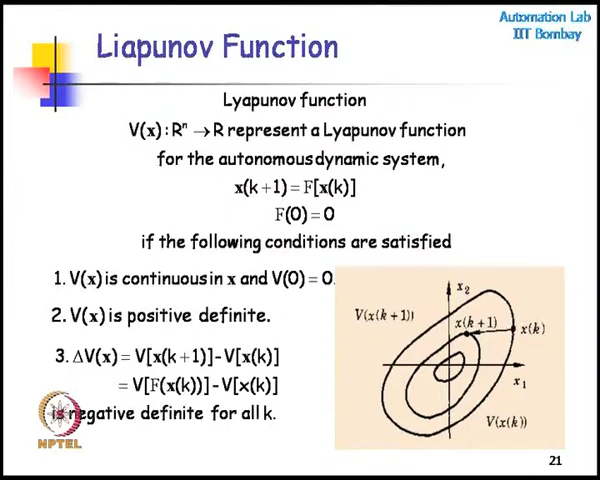 Automation Lab
IIT Bombay
Liapunov Function
Lyapunov function
V(x) : Rⁿ → R represent a Lyapunov function
for the autonomous dynamic system,
x(k + 1) = F[x(k)]
F(0) = 0
if the following conditions are satisfied
1. V(x) is continuous in x and V(0) = 0.
2. V(x) is positive definite.
3. ΔV(x) = V[x(k + 1)] - V[x(k)]
= V[F(x(k))] - V[x(k)]
is negative definite for all k.
x₂
V(x(k+1))
x(k+1)
x(k)
x₁
V(x(k))
NPTEL
21